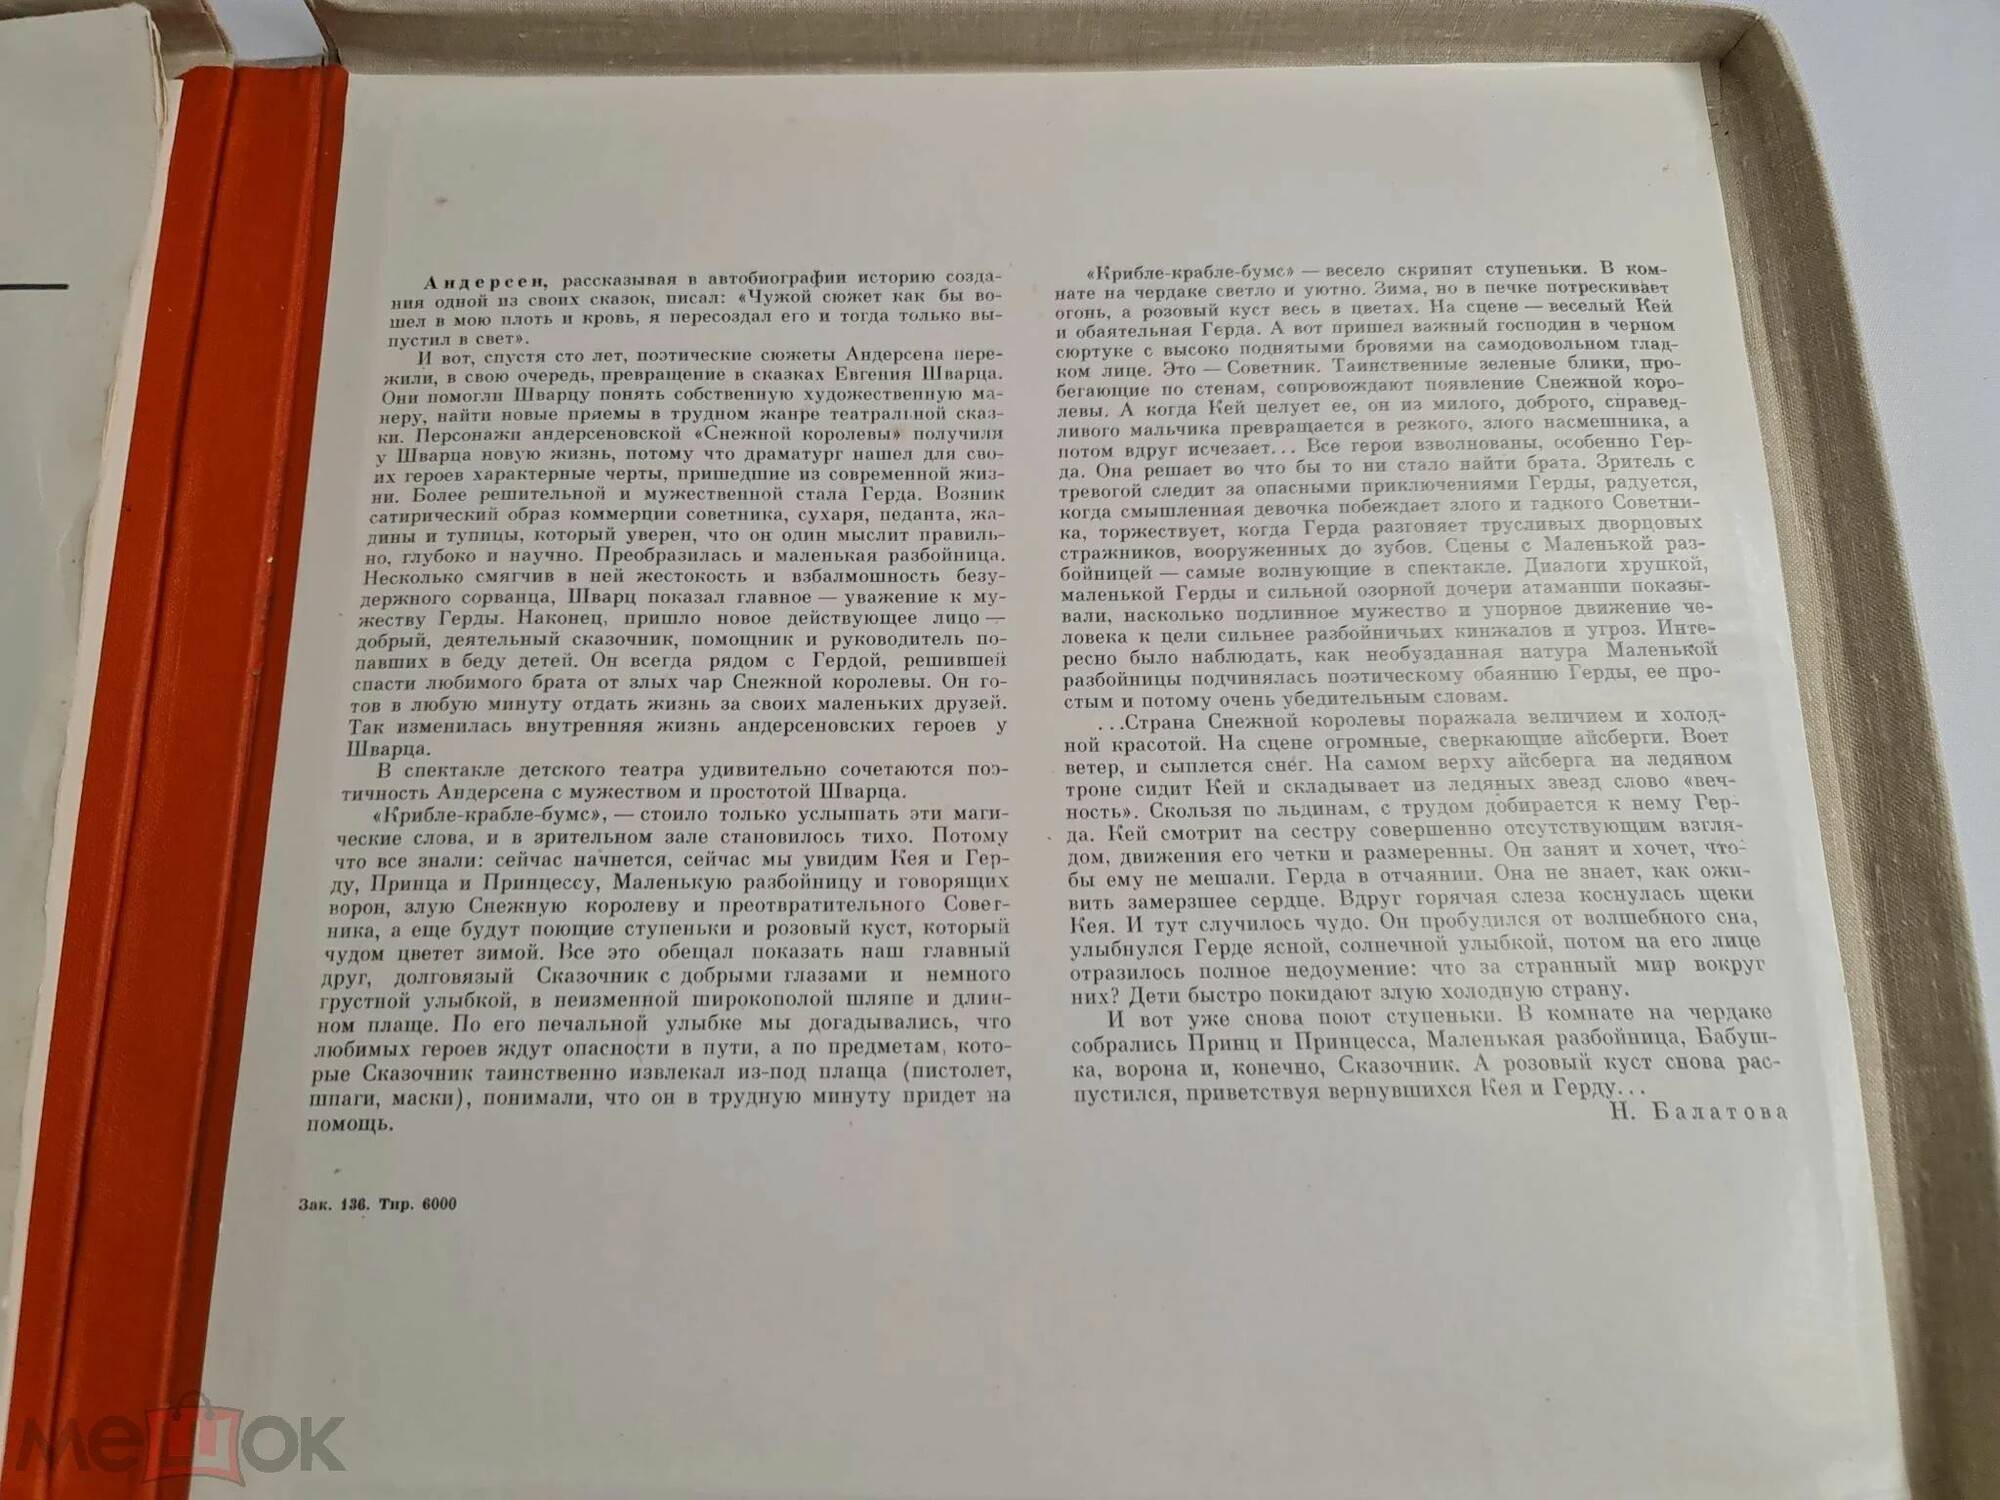 Андерсен, рассказывая в автобиографии историю созда-
ния одной из своих сказок, писал: «Чужой сюжет как бы во-
шел в мою плоть и кровь, я пересоздал его и тогда только вы-
пустил в свет».
И вот, спустя сто лет, поэтические сюжеты Андерсена пере-
жили, в свою очередь, превращение в сказках Евгения Шварца.
Они помогли Шварцу понять собственную художественную ма-
неру, найти новые приемы в трудном жанре театральной сказ-
ки. Персонажи андерсеновской «Снежной королевы» получили
у Шварца новую жизнь, потому что драматург нашел для сво-
их героев характерные черты, пришедшие из современной жиз-
ни. Более решительной и мужественной стала Герда. Возник
сатирический образ коммерции советника, сухаря, педанта, жа-
дины и тупицы, который уверен, что он один мыслит правиль-
но, глубоко и научно. Преобразилась и маленькая разбойница.
Несколько смягчив в ней жестокость и взбалмошность безу-
держного сорванца, Шварц показал главное — уважение к му-
жеству Герды. Наконец, пришло новое действующее лицо —
добрый, деятельный сказочник, помощник и руководитель по-
павших в беду детей. Он всегда рядом с Гердой, решившей
спасти любимого брата от злых чар Снежной королевы. Он го-
тов в любую минуту отдать жизнь за своих маленьких друзей.
Так изменилась внутренняя жизнь андерсеновских героев у
Шварца.
В спектакле детского театра удивительно сочетаются поэ-
тичность Андерсена с мужеством и простотой Шварца.
«Крибле-крабле-бумс», — стоило только услышать эти маги-
ческие слова, и в зрительном зале становилось тихо. Потому
что все знали: сейчас начнется, сейчас мы увидим Кея и Гер-
ду, Принца и Принцессу, Маленькую разбойницу и говорящих
ворон, злую Снежную королеву и преотвратительного Совет-
ника, а еще будут поющие ступеньки и розовый куст, который
чудом цветет зимой. Все это обещал показать наш главный
друг, долговязый Сказочник с добрыми глазами и немного
грустной улыбкой, в неизменной широкополой шляпе и длин-
ном плаще. По его печальной улыбке мы догадывались, что
любимых героев ждут опасности в пути, а по предметам, кото-
рые Сказочник таинственно извлекал из-под плаща (пистолет,
шпаги, маски), понимали, что он в трудную минуту придет на
помощь.
Зак. 136. Тир. 6000
«Крибле-крабле-бумс» — весело скрипят ступеньки. В ком-
нате на чердаке светло и уютно. Зима, но в печке потрескивает
огонь, а розовый куст весь в цветах. На сцене — веселый Кей
и обаятельная Герда. А вот пришел важный господин в черном
сюртуке с высоко поднятыми бровями на самодовольном глад-
ком лице. Это — Советник. Таинственные зеленые блики, про-
бегающие по стенам, сопровождают появление Снежной коро-
левы. А когда Кей целует ее, он из милого, доброго, справед-
ливого мальчика превращается в резкого, злого насмешника, а
потом вдруг исчезает... Все герои взволнованы, особенно Гер-
да. Она решает во что бы то ни стало найти брата. Зритель с
тревогой следит за опасными приключениями Герды, радуется,
когда смышленная девочка побеждает злого и гадкого Советни-
ка, торжествует, когда Герда разгоняет трусливых дворцовых
стражников, вооруженных до зубов. Сцены с Маленькой раз-
бойницей — самые волнующие в спектакле. Диалоги хрупкой,
маленькой Герды и сильной озорной дочери атаманши показы-
вали, насколько подлинное мужество и упорное движение че-
ловека к цели сильнее разбойничьих кинжалов и угроз. Инте-
ресно было наблюдать, как необузданная натура Маленькой
разбойницы подчинялась поэтическому обаянию Герды, ее про-
стым и потому очень убедительным словам.
...Страна Снежной королевы поражала величием и холод-
ной красотой. На сцене огромные, сверкающие айсберги. Воет
ветер, и сыплется снег. На самом верху айсберга на ледяном
троне сидит Кей и складывает из ледяных звезд слово «веч-
ность». Скользя по льдинам, с трудом добирается к нему Гер-
да. Кей смотрит на сестру совершенно отсутствующим взгля-
дом, движения его четки и размеренны. Он занят и хочет, что-
бы ему не мешали. Герда в отчаянии. Она не знает, как ожи-
вить замерзшее сердце. Вдруг горячая слеза коснулась щеки
Кея. И тут случилось чудо. Он пробудился от волшебного сна,
улыбнулся Герде ясной, солнечной улыбкой, потом на его лице
отразилось полное недоумение: что за странный мир вокруг
них? Дети быстро покидают злую холодную страну.
И вот уже снова поют ступеньки. В комнате на чердаке
собрались Принц и Принцесса, Маленькая разбойница, Бабуш-
ка, ворона и, конечно, Сказочник. А розовый куст снова рас-
пустился, приветствуя вернувшихся Кея и Герду...
Н. Балатова
мешок